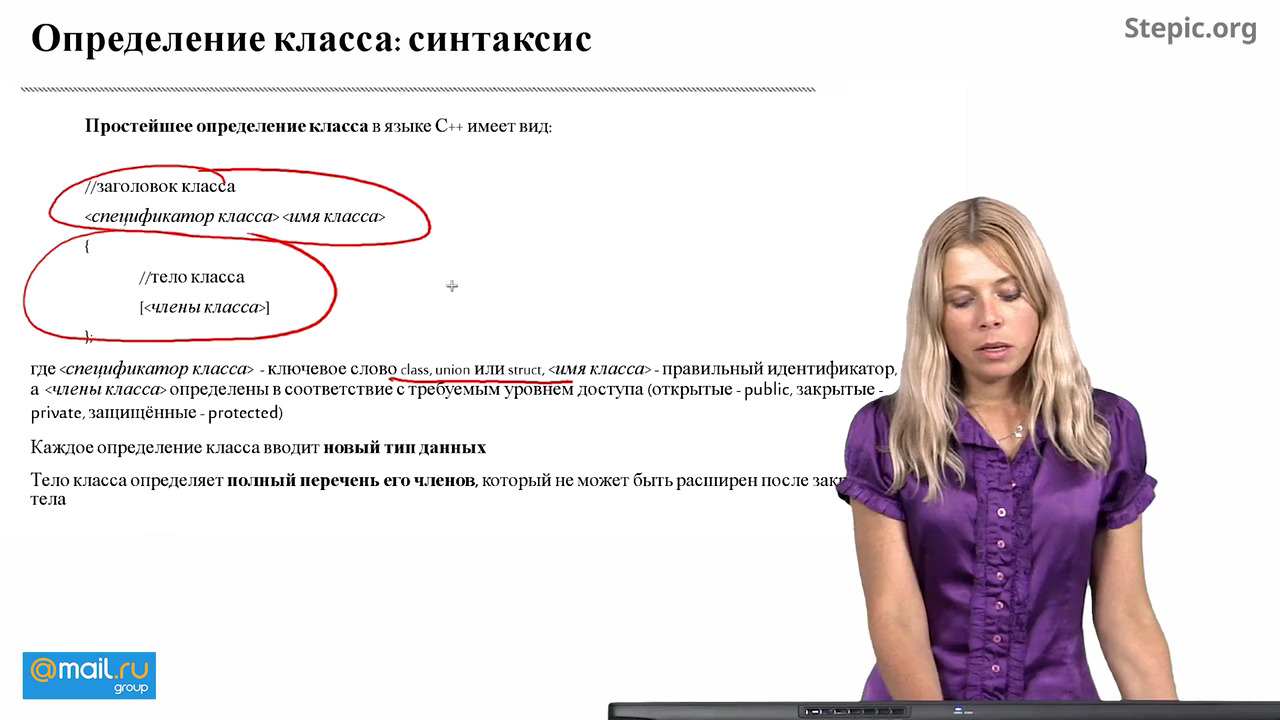 Определение класса: синтаксис
Stepic.org
Простейшее определение класса в языке C++ имеет вид:
//заголовок класса
<спецификатор класса> <имя класса>
{
//тело класса
[<члены класса>]
};
где <спецификатор класса> - ключевое слово class, union или struct, <имя класса> - правильный идентификатор,
а <члены класса> определены в соответствие с требуемым уровнем доступа (открытые - public, закрытые -
private, защищённые - protected)
Каждое определение класса вводит новый тип данных
Тело класса определяет полный перечень его членов, который не может быть расширен после
тела
@mail.ru
group